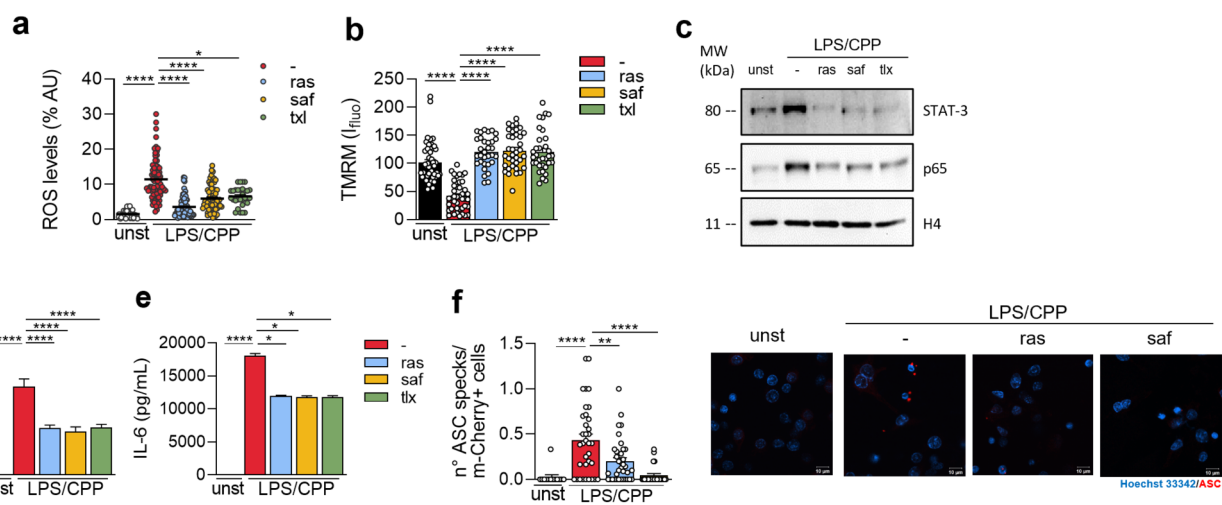 a
ROS levels (% AU)
40
30
20
10
0
****
****
****
*
unst
LPS/CPP
-
ras
saf
txl
b
TMRM (Ifluo)
250
200
150
100
50
0
****
****
****
****
unst
LPS/CPP
-
ras
saf
txl
c
MW
(kDa)
LPS/CPP
unst - ras saf tlx
80 -- STAT-3
65 -- p65
11 -- H4
****
****
****
****
st
LPS/CPP
e
IL-6 (pg/mL)
20000
15000
10000
5000
0
****
*
*
*
unst
LPS/CPP
-
ras
saf
tlx
f
n° ASC specks/
m-Cherry+ cells
1.5
1.0
0.5
0.0
****
**
****
unst
LPS/CPP
LPS/CPP
unst - ras saf
10 µm 10 µm 10 µm 10 µm
Hoechst 33342/ASC